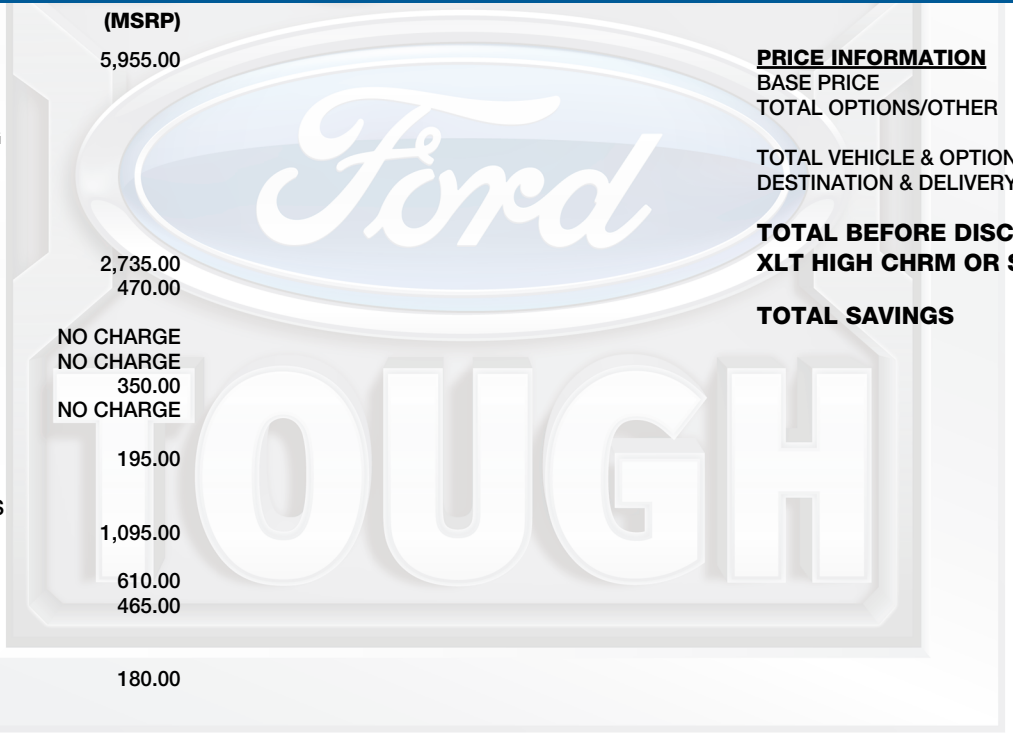 (MSRP)
5,955.00
2,735.00
470.00
NO CHARGE
NO CHARGE
350.00
NO CHARGE
195.00
S
1,095.00
610.00
465.00
180.00
PRICE INFORMATION
BASE PRICE
TOTAL OPTIONS/OTHER
TOTAL VEHICLE & OPTION
DESTINATION & DELIVERY
TOTAL BEFORE DISC
XLT HIGH CHRM OR S
TOTAL SAVINGS
Ford
TOUGH